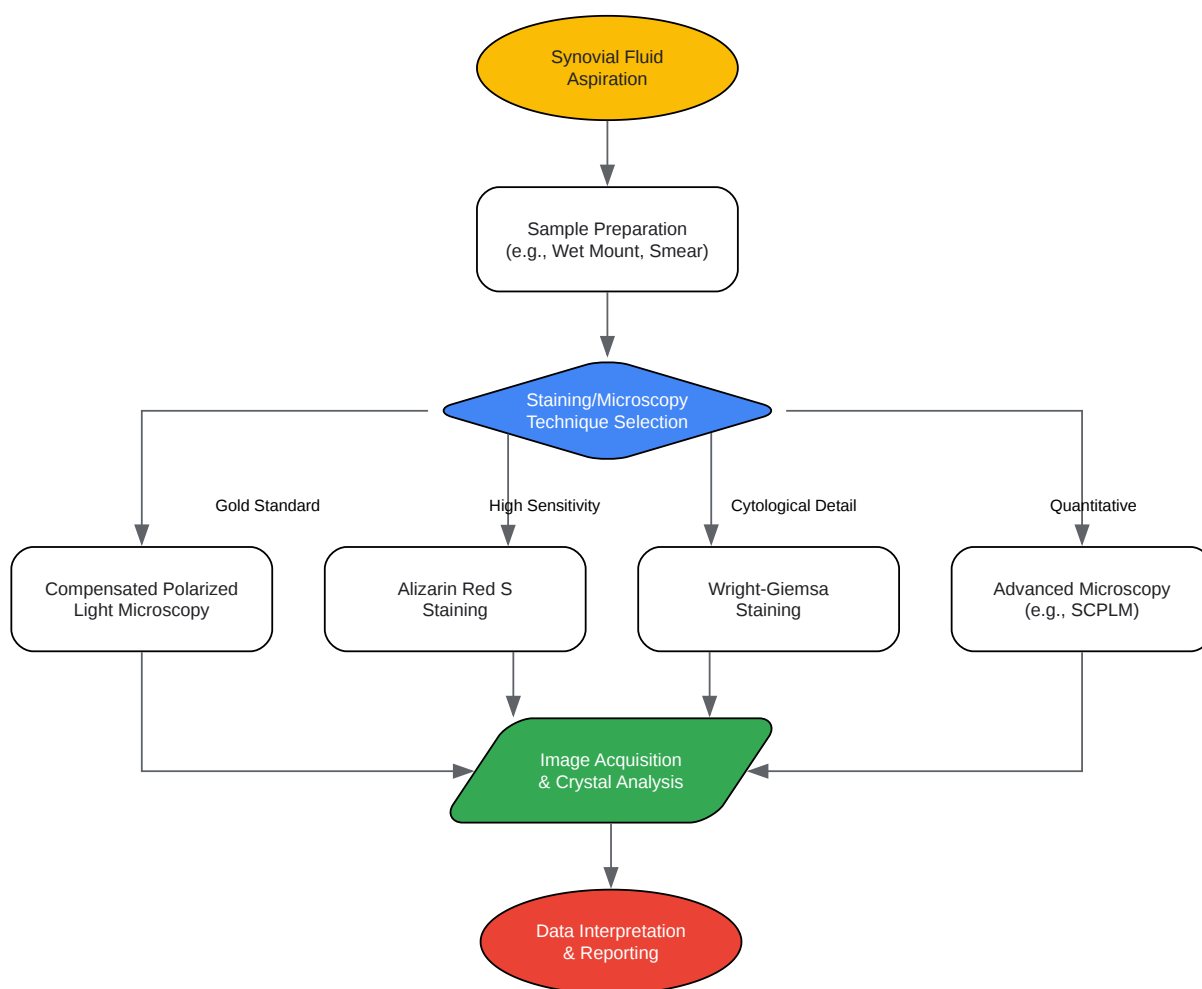 Synovial Fluid
Aspiration
Sample Preparation
(e.g., Wet Mount, Smear)
Staining/Microscopy
Technique Selection
Gold Standard
High Sensitivity
Cytological Detail
Quantitative
Compensated Polarized
Light Microscopy
Alizarin Red S
Staining
Wright-Giemsa
Staining
Advanced Microscopy
(e.g., SCPLM)
Image Acquisition
& Crystal Analysis
Data Interpretation
& Reporting